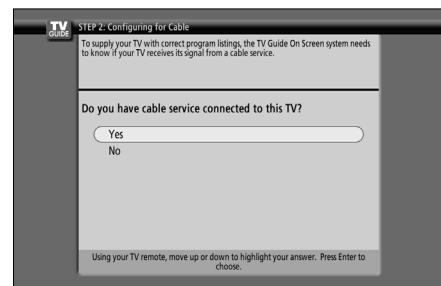 TV
GUIDE
STEP 2: Configuring for Cable
To supply your TV with correct program listings, the TV Guide On Screen system needs
to know if your TV receives its signal from a cable service.
Do you have cable service connected to this TV?
Yes
No
Using your TV remote, move up or down to highlight your answer. Press Enter to
choose.